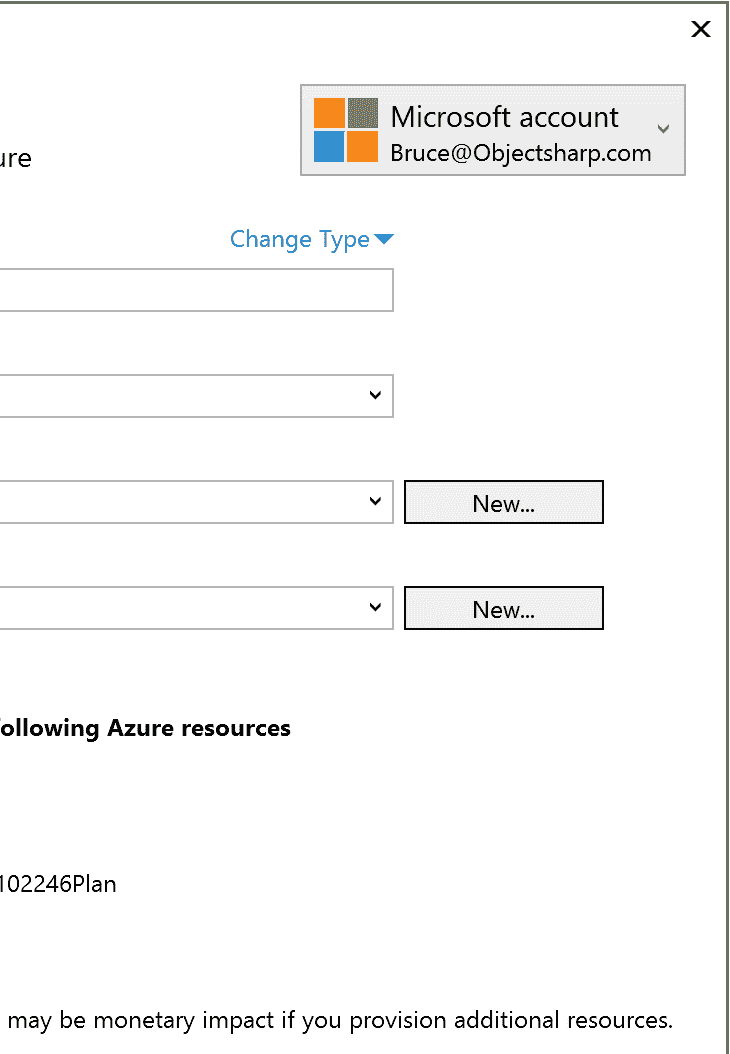 Microsoft account
Bruce@Objectsharp.com
ure
Change Type
New...
New...
following Azure resources
102246Plan
may be monetary impact if you provision additional resources.